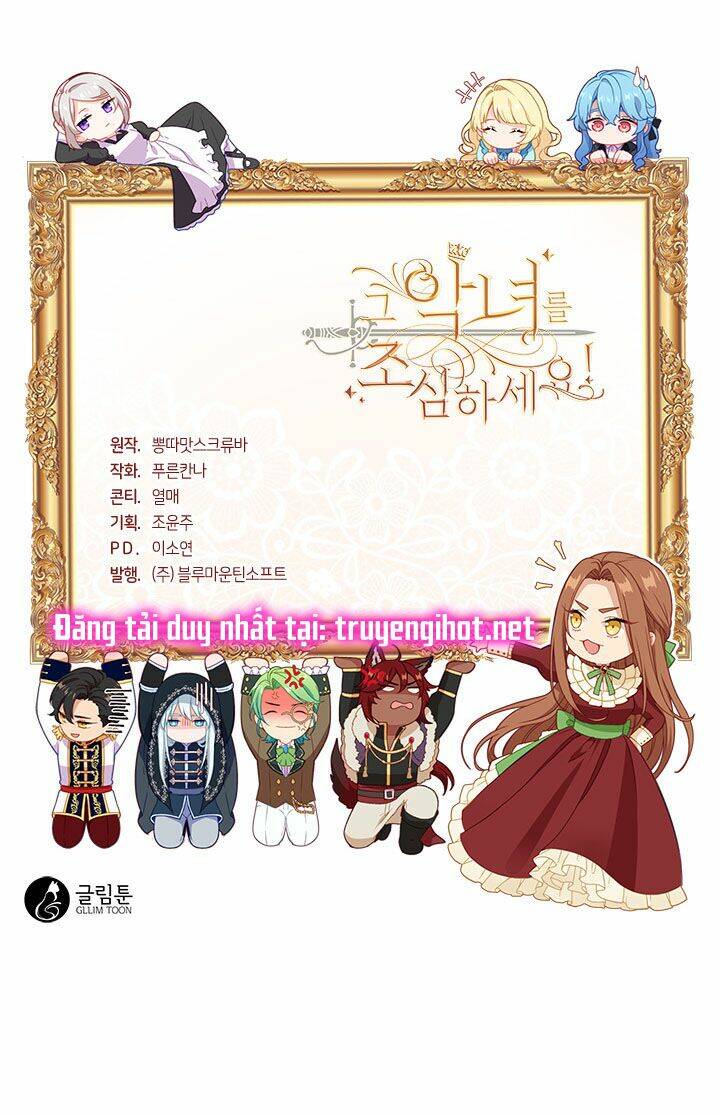 그 악녀를
조심하세요!
원작. 뽕따맛스크류바
작화. 푸른칸나
콘티. 열매
기획. 조윤주
PD. 이소연
발행. (주) 블루마운틴소프트
Đăng tải duy nhất tại: truyengihot.net
글림툰
GLLIM TOON